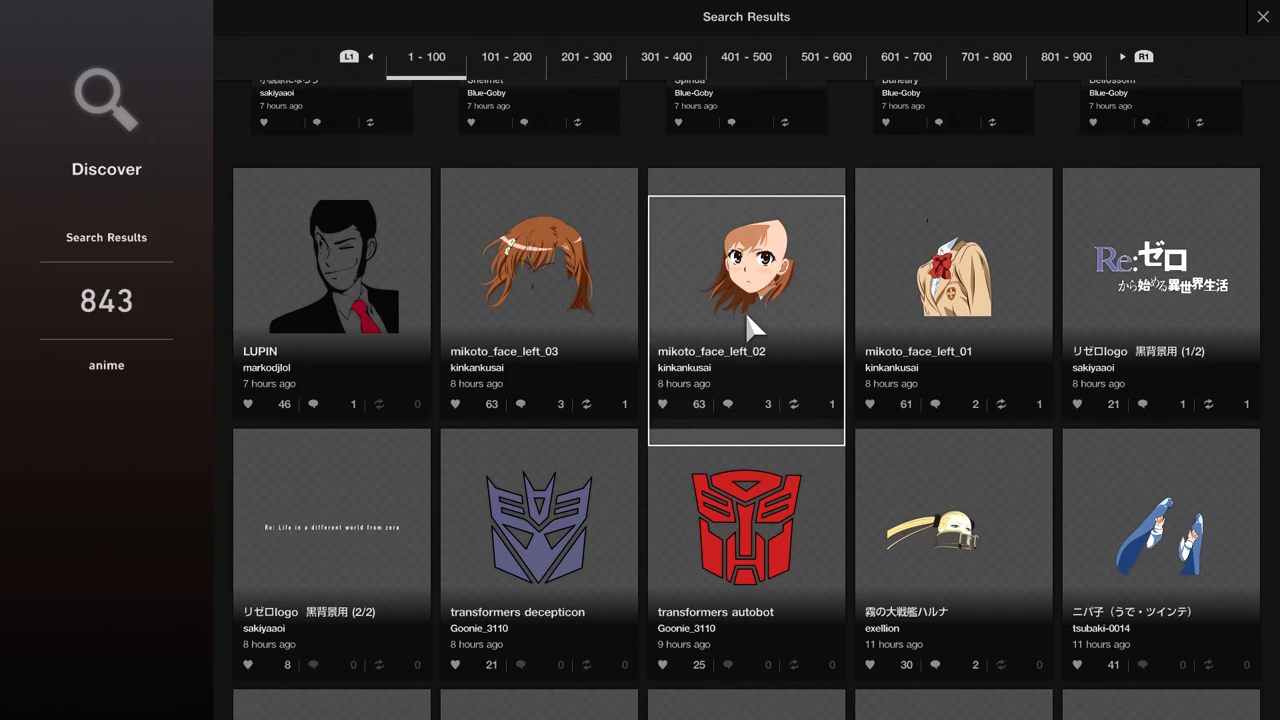 Search Results
L1
1 - 100
101 - 200
201 - 300
301 - 400
401 - 500
501 - 600
601 - 700
701 - 800
801 - 900
R1
Discover
Search Results
843
anime
sakiyaaoi
7 hours ago
Blue-Goby
7 hours ago
Blue-Goby
7 hours ago
Blue-Goby
7 hours ago
Blue-Goby
7 hours ago
LUPIN
markodjlol
7 hours ago
46 1 0
mikoto_face_left_03
kinkankusai
8 hours ago
63 3 1
mikoto_face_left_02
kinkankusai
8 hours ago
63 3 1
mikoto_face_left_01
kinkankusai
8 hours ago
61 2 1
Re:ゼロ
から始める異世界生活
リゼロlogo 黒背景用 (1/2)
sakiyaaoi
8 hours ago
21 1 1
Re: Life in a different world from zero
リゼロlogo 黒背景用 (2/2)
sakiyaaoi
8 hours ago
8 0 0
transformers decepticon
Goonie_3110
8 hours ago
21 0 0
transformers autobot
Goonie_3110
9 hours ago
25 0 0
霧の大戦艦ハルナ
exellion
11 hours ago
30 2 0
ニパ子（うで・ツインテ）
tsubaki-0014
11 hours ago
41 0 0